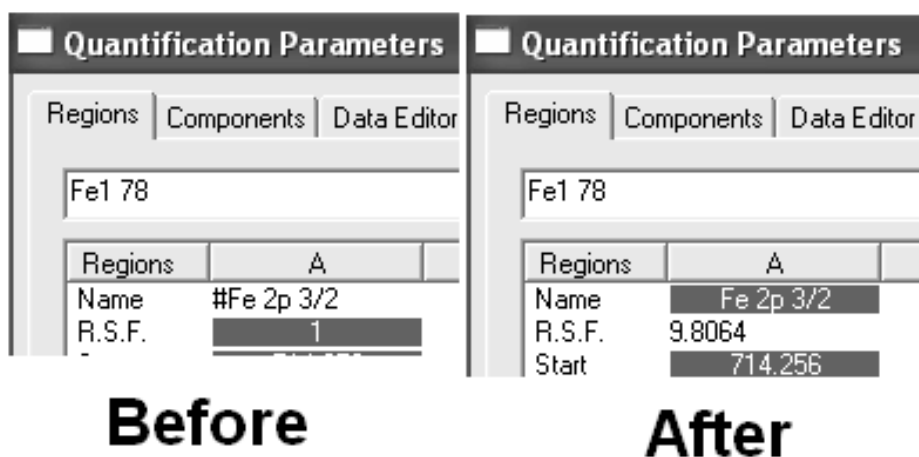 Quantification Parameters
Regions Components Data Editor
Fe1 78
Regions A
Name #Fe 2p 3/2
R.S.F. 1
Before
Quantification Parameters
Regions Components Data Editor
Fe1 78
Regions A
Name Fe 2p 3/2
R.S.F. 9.8064
Start 714.256
After